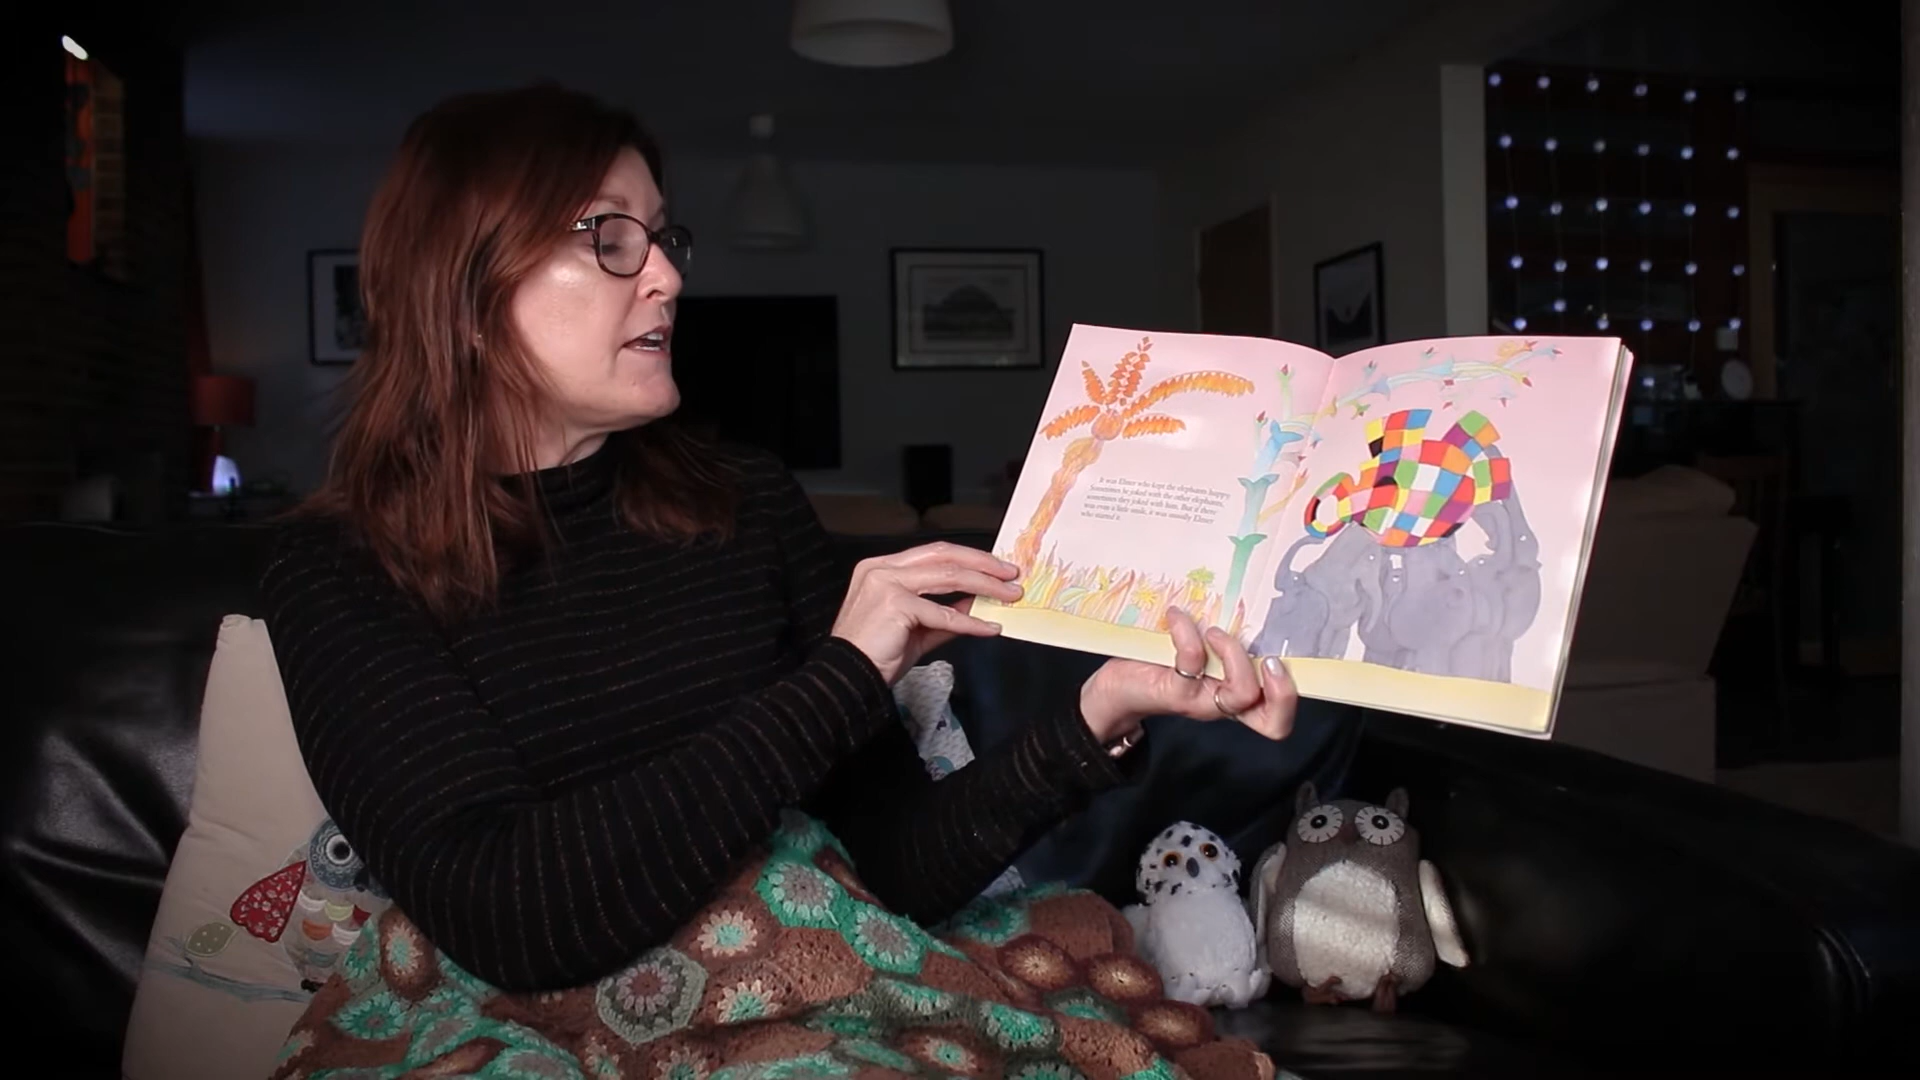 It was Elmer who kept the elephants happy.
Sometimes he joked with the other elephants,
sometimes they joked with him. But if there
was even a little smile, it was usually Elmer
who started it.